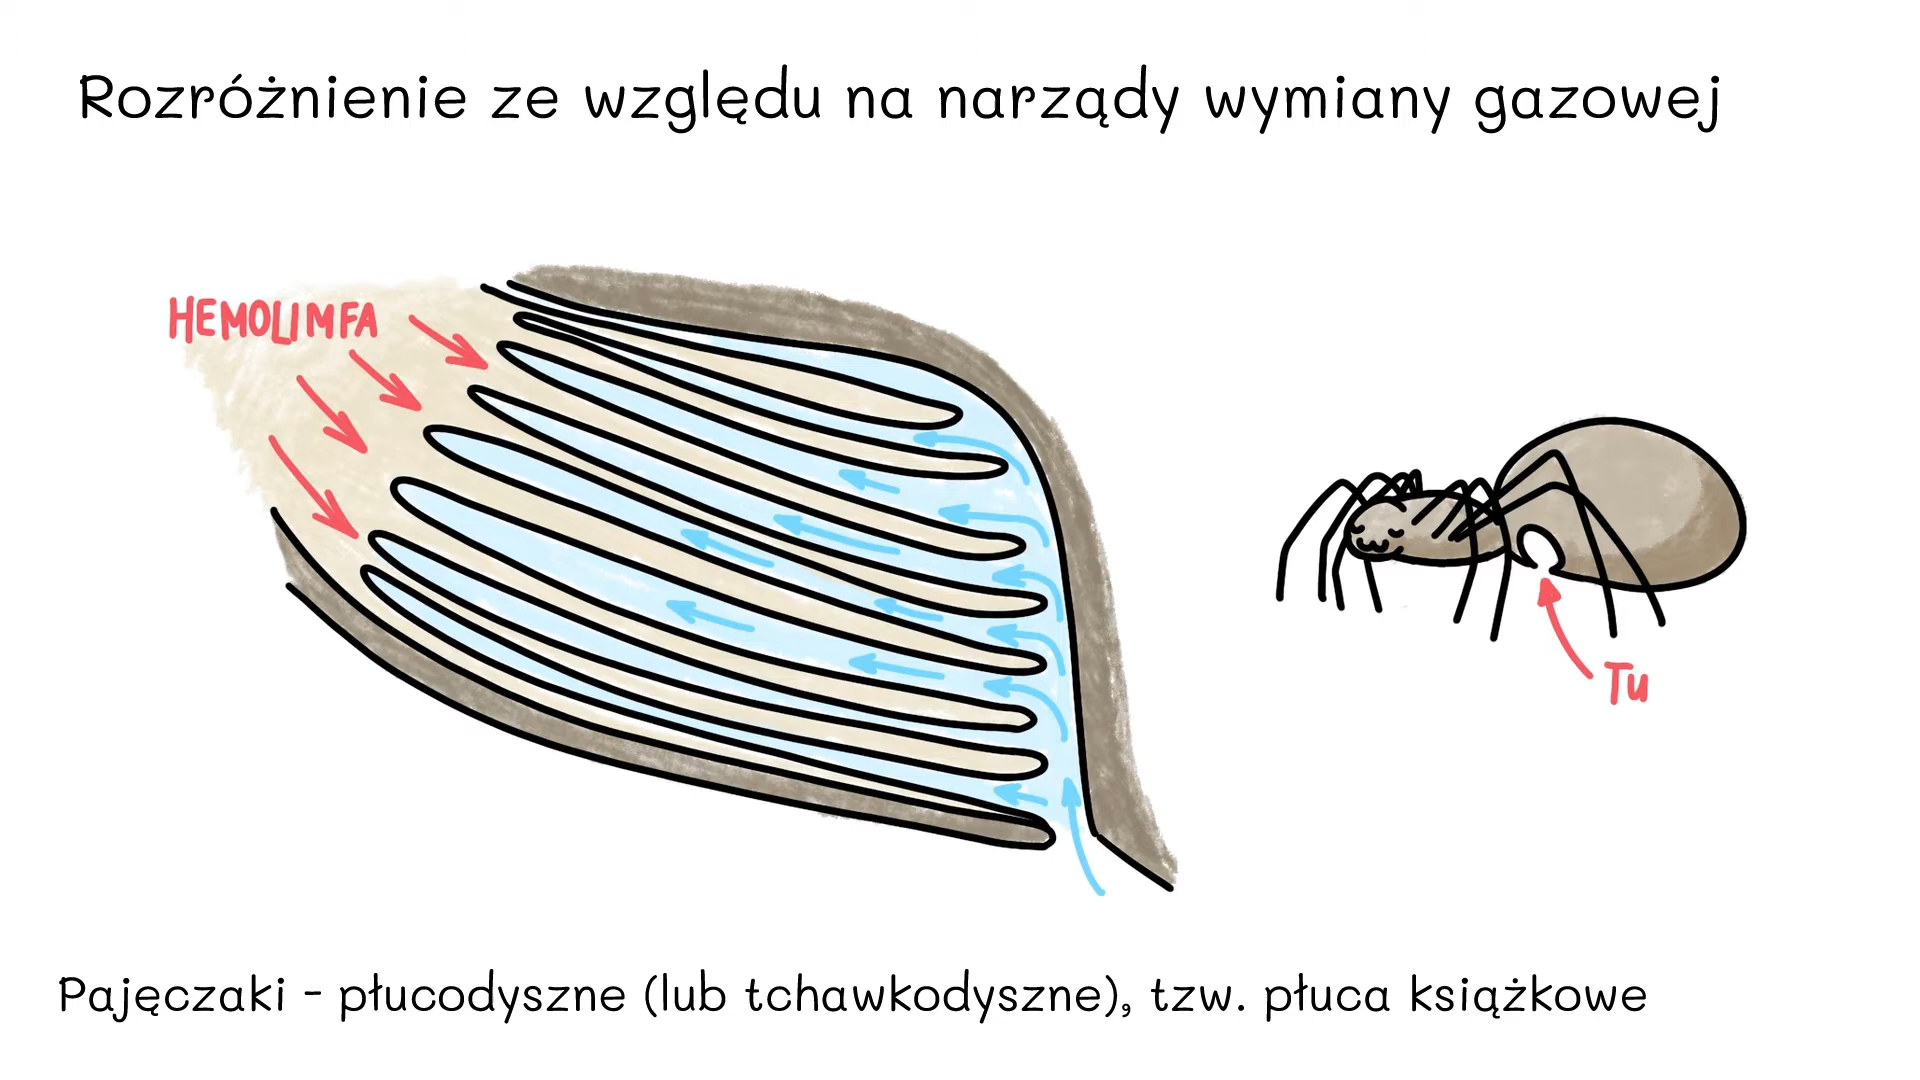 Rozróżnienie ze względu na narządy wymiany gazowej
HEMOLIMFA
Tu
Pajęczaki - płucodyszne (lub tchawkodyszne), tzw. płuca książkowe